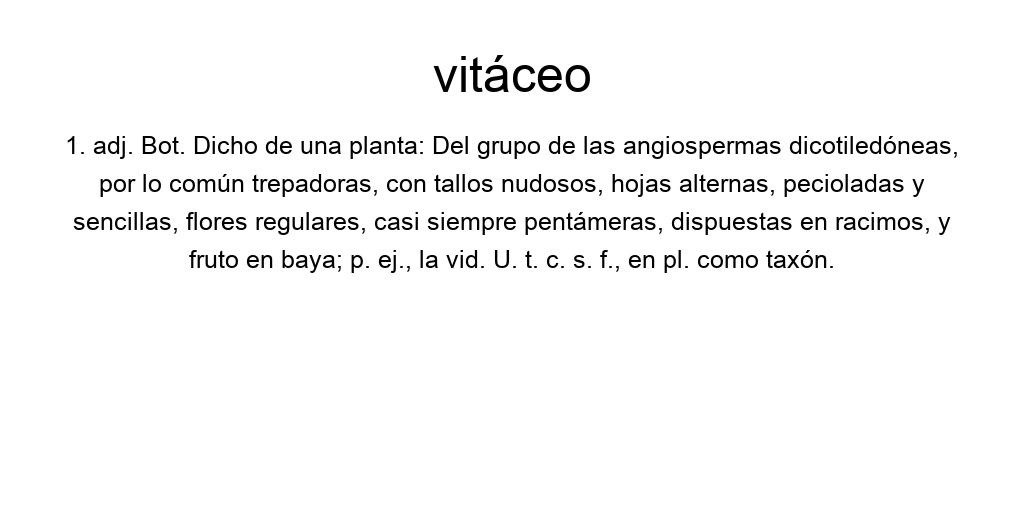 vitáceo
1. adj. Bot. Dicho de una planta: Del grupo de las angiospermas dicotiledóneas,
por lo común trepadoras, con tallos nudosos, hojas alternas, pecioladas y
sencillas, flores regulares, casi siempre pentámeras, dispuestas en racimos, y
fruto en baya; p. ej., la vid. U. t. c. s. f., en pl. como taxón.